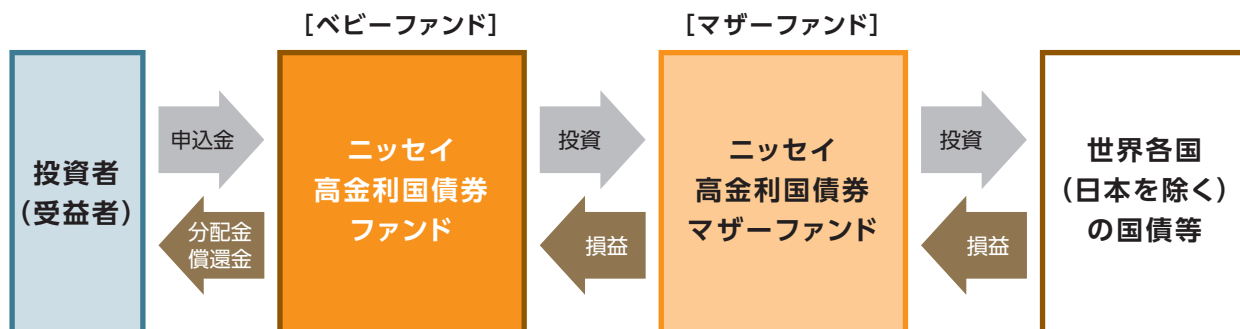 [ベビーファンド]
[マザーファンド]
投資者
(受益者)
申込金
分配金
償還金
ニッセイ
高金利国債券
ファンド
投資
損益
ニッセイ
高金利国債券
マザーファンド
投資
損益
世界各国
(日本を除く)
の国債等